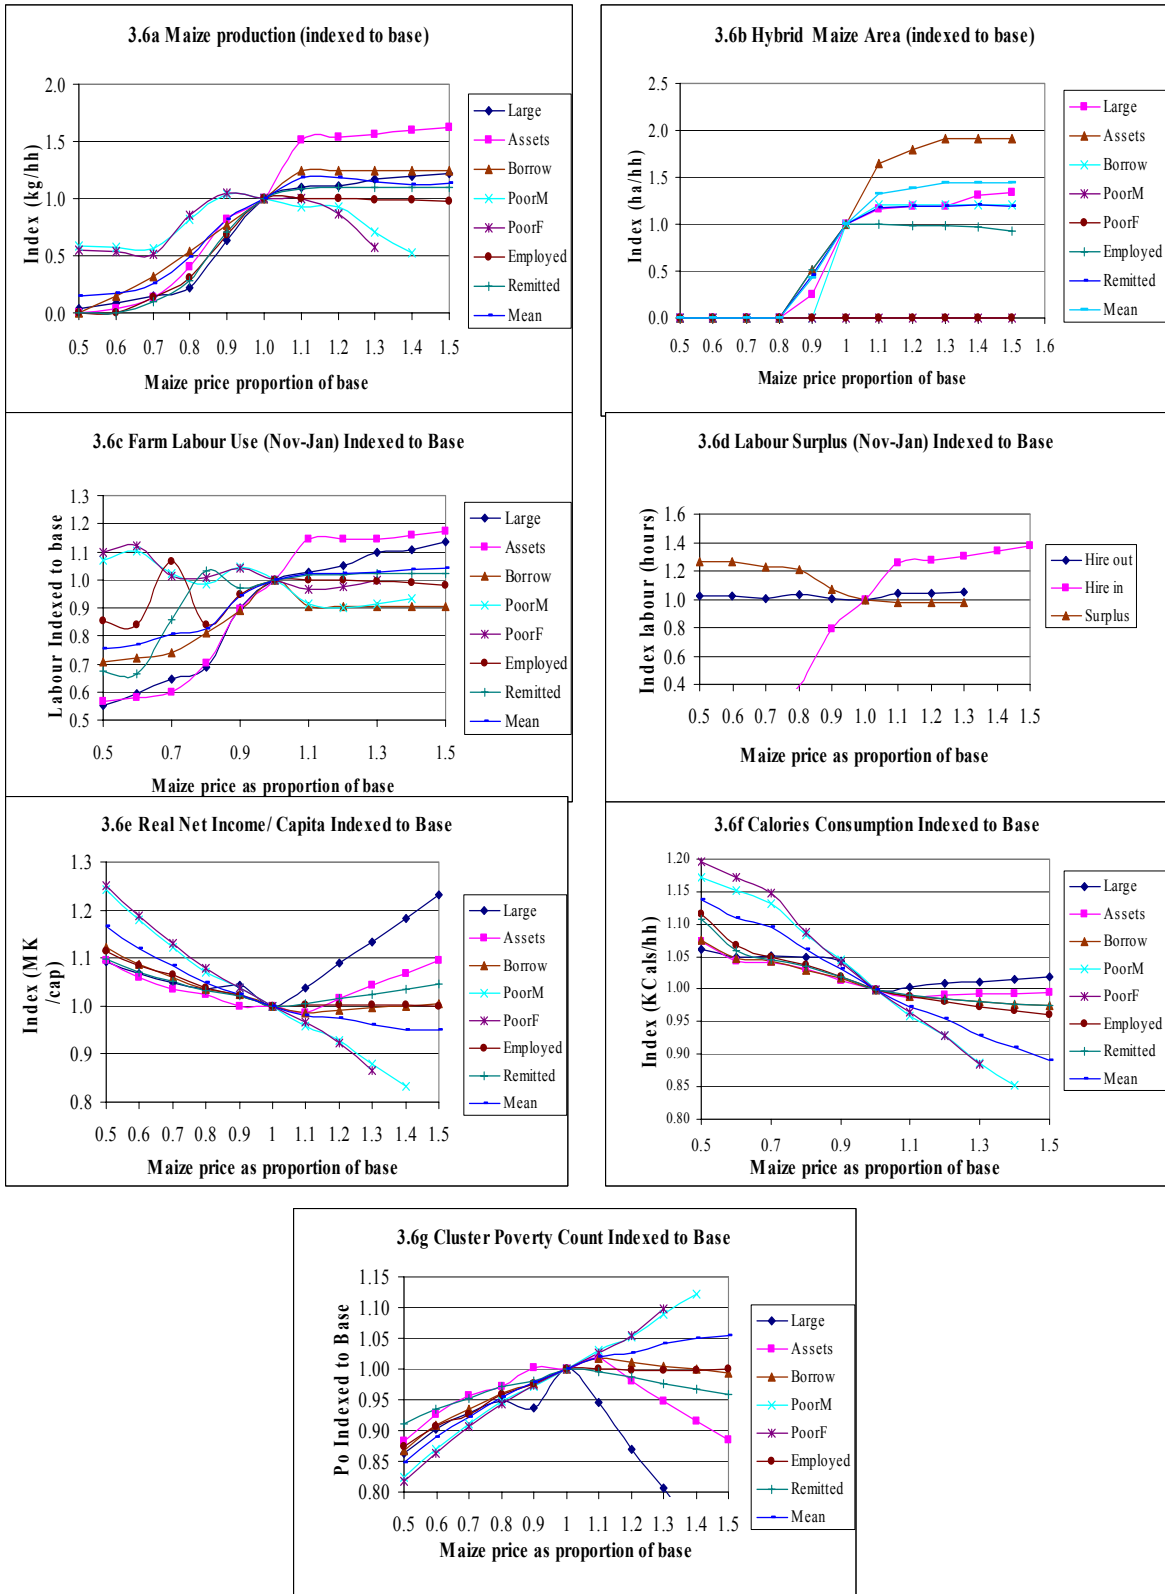 3.6a Maize production (indexed to base)
Index (kg/hh)
2.0
1.5
1.0
0.5
0.0
0.5 0.6 0.7 0.8 0.9 1.0 1.1 1.2 1.3 1.4 1.5
Maize price proportion of base
Large
Assets
Borrow
PoorM
PoorF
Employed
Remitted
Mean
3.6b Hybrid Maize Area (indexed to base)
Index (ha/hh)
2.5
2.0
1.5
1.0
0.5
0.0
0.5 0.6 0.7 0.8 0.9 1 1.1 1.2 1.3 1.4 1.5 1.6
Maize price proportion of base
Large
Assets
Borrow
PoorM
PoorF
Employed
Remitted
Mean
3.6c Farm Labour Use (Nov-Jan) Indexed to Base
Labour Indexed to base
1.3
1.2
1.1
1.0
0.9
0.8
0.7
0.6
0.5
0.5 0.7 0.9 1.1 1.3 1.5
Maize price as proportion of base
Large
Assets
Borrow
PoorM
PoorF
Employed
Remitted
Mean
3.6d Labour Surplus (Nov-Jan) Indexed to Base
Index labour (hours)
1.6
1.4
1.2
1.0
0.8
0.6
0.4
0.5 0.6 0.7 0.8 0.9 1.0 1.1 1.2 1.3 1.4 1.5
Maize price as proportion of base
Hire out
Hire in
Surplus
3.6e Real Net Income/ Capita Indexed to Base
Index (MK
/cap)
1.3
1.2
1.1
1.0
0.9
0.8
0.5 0.6 0.7 0.8 0.9 1 1.1 1.2 1.3 1.4 1.5
Maize price as proportion of base
Large
Assets
Borrow
PoorM
PoorF
Employed
Remitted
Mean
3.6f Calories Consumption Indexed to Base
Index (KCals/hh)
1.20
1.15
1.10
1.05
1.00
0.95
0.90
0.85
0.80
0.5 0.7 0.9 1.1 1.3 1.5
Maize price as proportion of base
Large
Assets
Borrow
PoorM
PoorF
Employed
Remitted
Mean
3.6g Cluster Poverty Count Indexed to Base
Po Indexed to Base
1.15
1.10
1.05
1.00
0.95
0.90
0.85
0.80
0.5 0.6 0.7 0.8 0.9 1 1.1 1.2 1.3 1.4 1.5
Maize price as proportion of base
Large
Assets
Borrow
PoorM
PoorF
Employed
Remitted
Mean